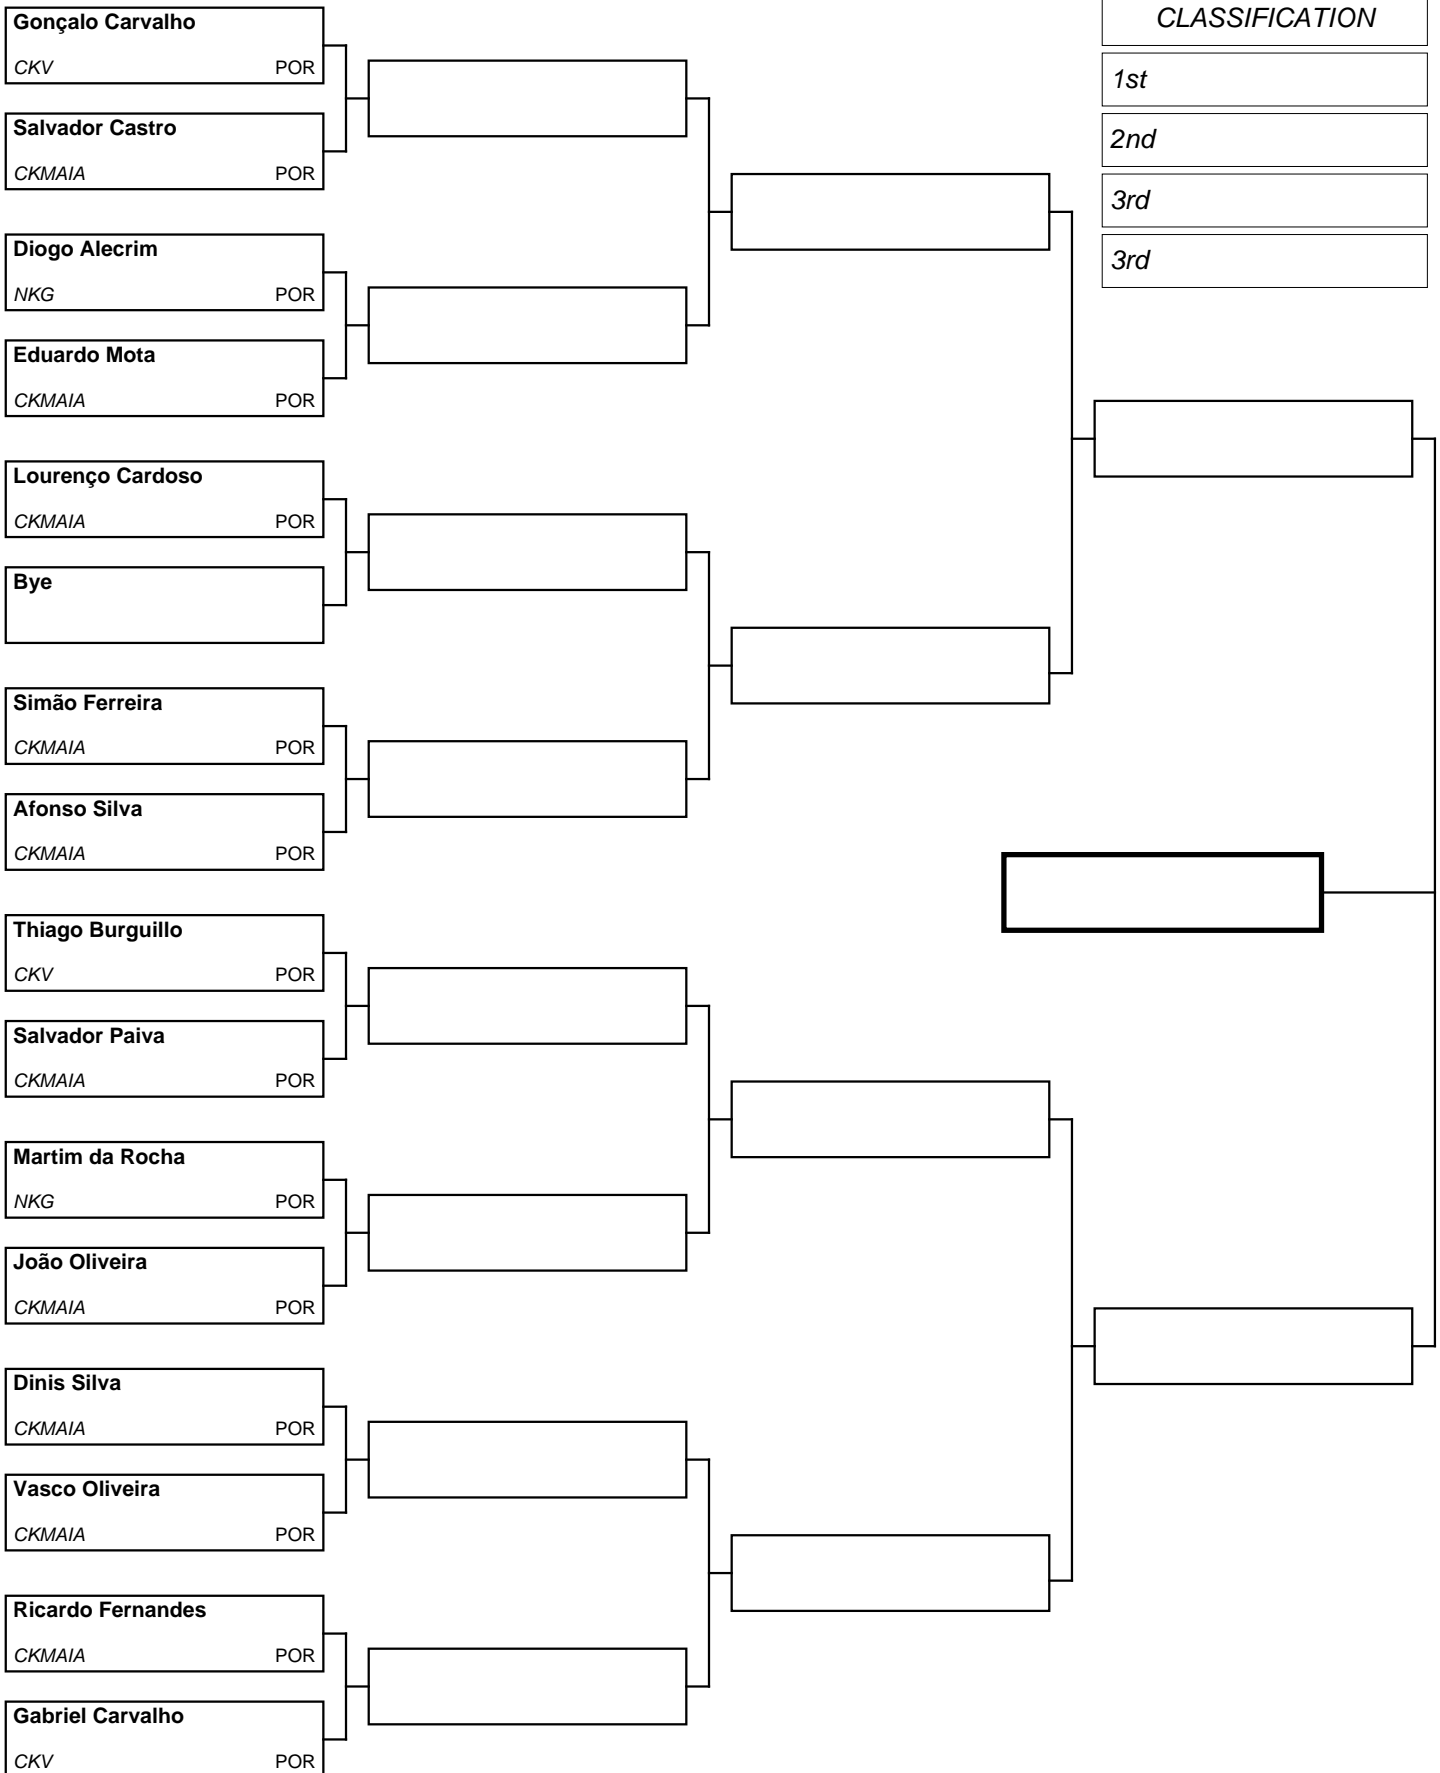 Gonçalo Carvalho
CKV POR
Salvador Castro
CKMAIA POR
Diogo Alecrim
NKG POR
Eduardo Mota
CKMAIA POR
Lourenço Cardoso
CKMAIA POR
Bye
Simão Ferreira
CKMAIA POR
Afonso Silva
CKMAIA POR
Thiago Burguillo
CKV POR
Salvador Paiva
CKMAIA POR
Martim da Rocha
NKG POR
João Oliveira
CKMAIA POR
Dinis Silva
CKMAIA POR
Vasco Oliveira
CKMAIA POR
Ricardo Fernandes
CKMAIA POR
Gabriel Carvalho
CKV POR
CLASSIFICATION
1st
2nd
3rd
3rd